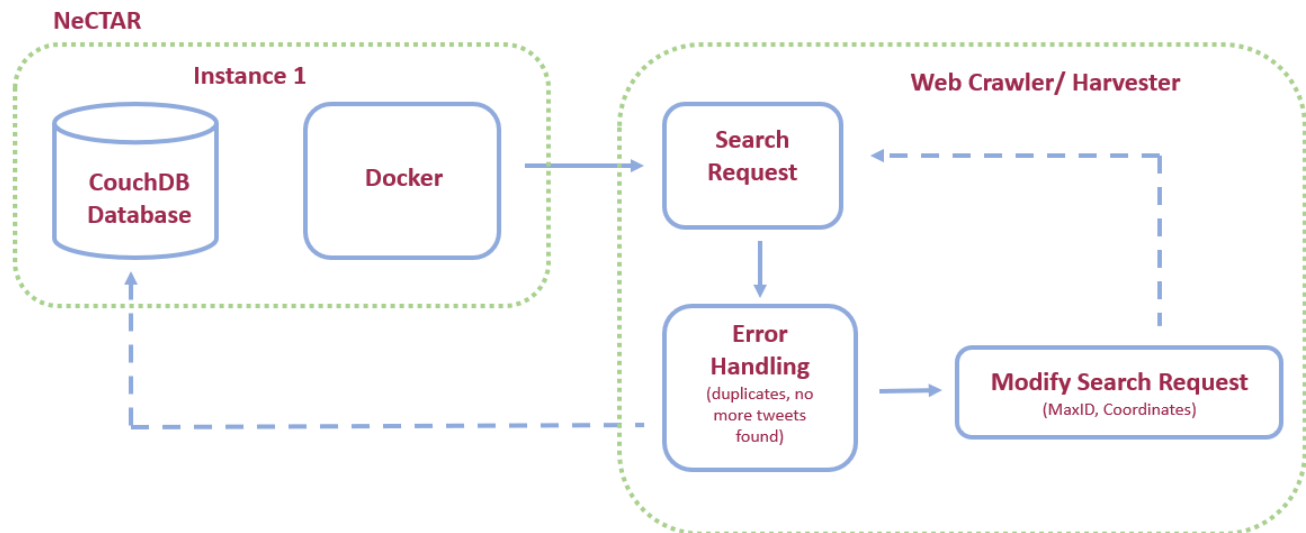 NeCTAR
Instance 1
CouchDB
Database
Docker
Web Crawler/ Harvester
Search
Request
Error
Handling
(duplicates, no
more tweets
found)
Modify Search Request
(MaxID, Coordinates)